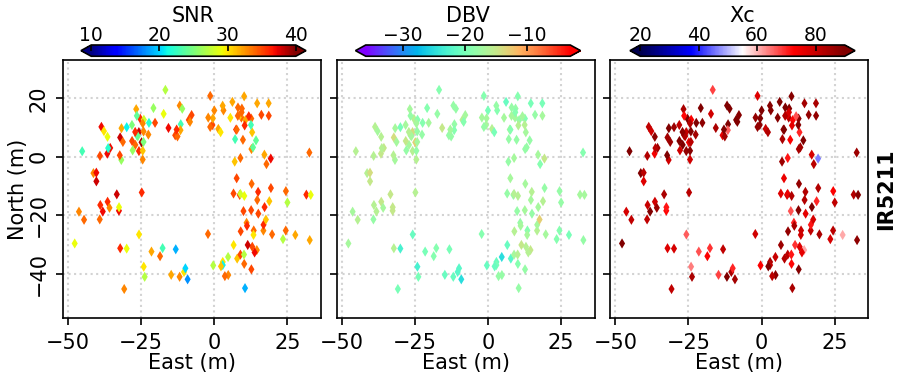 SNR DBV Xc
10 20 30 40 −30 −20 −10 20 40 60 80
20
0
−20
−40
North (m)
IR5211
−50 −25 0 25 −50 −25 0 25 −50 −25 0 25
East (m) East (m) East (m)